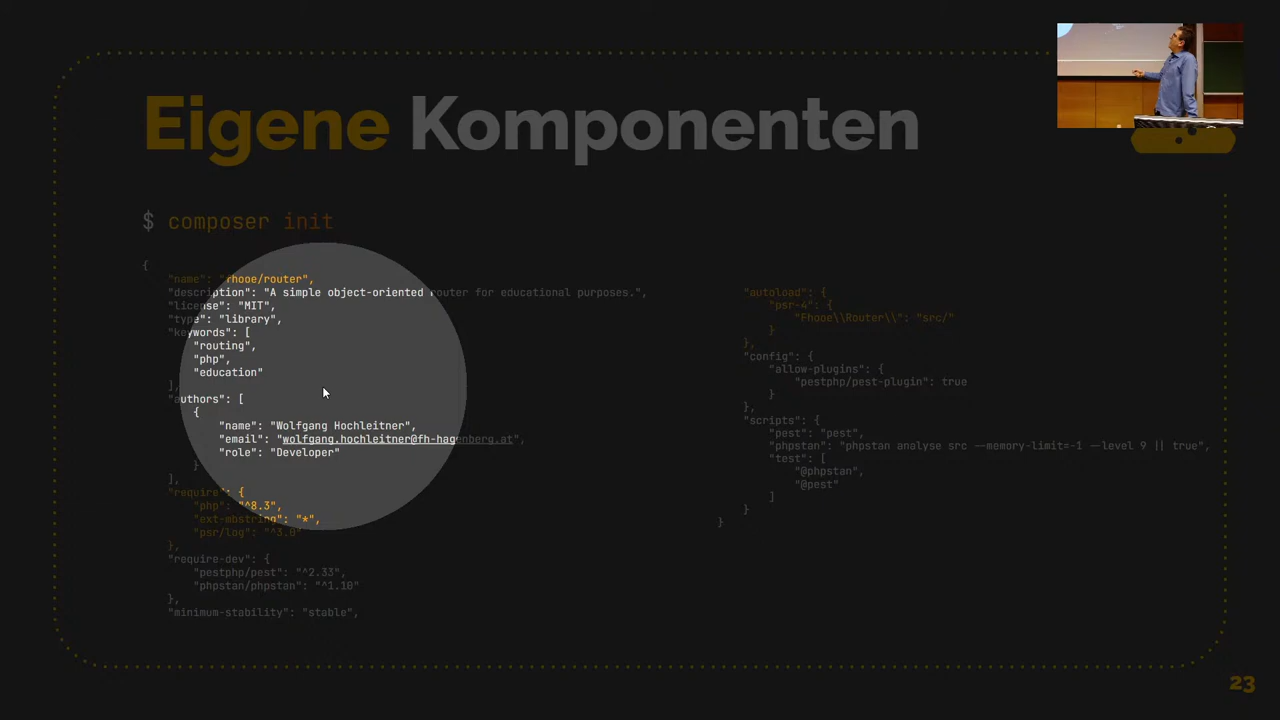 Eigene Komponenten
$ composer init
{
"name": "fhooe/router",
"description": "A simple object-oriented router for educational purposes.",
"license": "MIT",
"type": "library",
"keywords": [
"routing",
"php",
"education"
],
"authors": [
{
"name": "Wolfgang Hochleitner",
"email": "wolfgang.hochleitner@fh-hagenberg.at",
"role": "Developer"
}
],
"require": {
"php": "^8.3",
"ext-mbstring": "*",
"psr/log": "^3.0"
},
"require-dev": {
"pestphp/pest": "^2.33",
"phpstan/phpstan": "^1.10"
},
"minimum-stability": "stable",
"autoload": {
"psr-4": {
"Fhooe\\Router\\": "src/"
}
},
"config": {
"allow-plugins": {
"pestphp/pest-plugin": true
}
},
"scripts": {
"pest": "pest",
"phpstan": "phpstan analyse src --memory-limit=-1 --level 9 || true",
"test": [
"@phpstan",
"@pest"
]
}
}
23